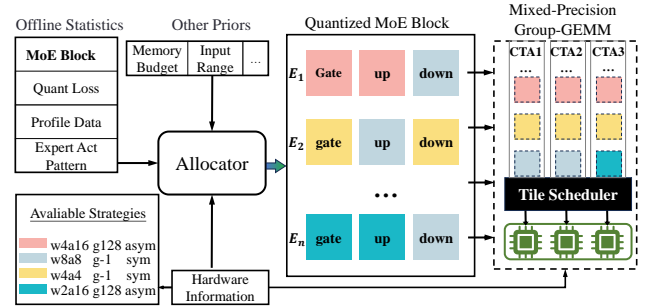 Offline Statistics
MoE Block
Quant Loss
Profile Data
Expert Act
Pattern
Other Priors
Memory
Budget
Input
Range
...
Allocator
Avaliable Strategies
w4a16 g128 asym
w8a8 g-1 sym
w4a4 g-1 sym
w2a16 g128 asym
Hardware
Information
Quantized MoE Block
E1 Gate up down
E2 gate up down
...
En gate up down
Mixed-Precision
Group-GEMM
CTA1 CTA2 CTA3
... ... ...
Tile Scheduler